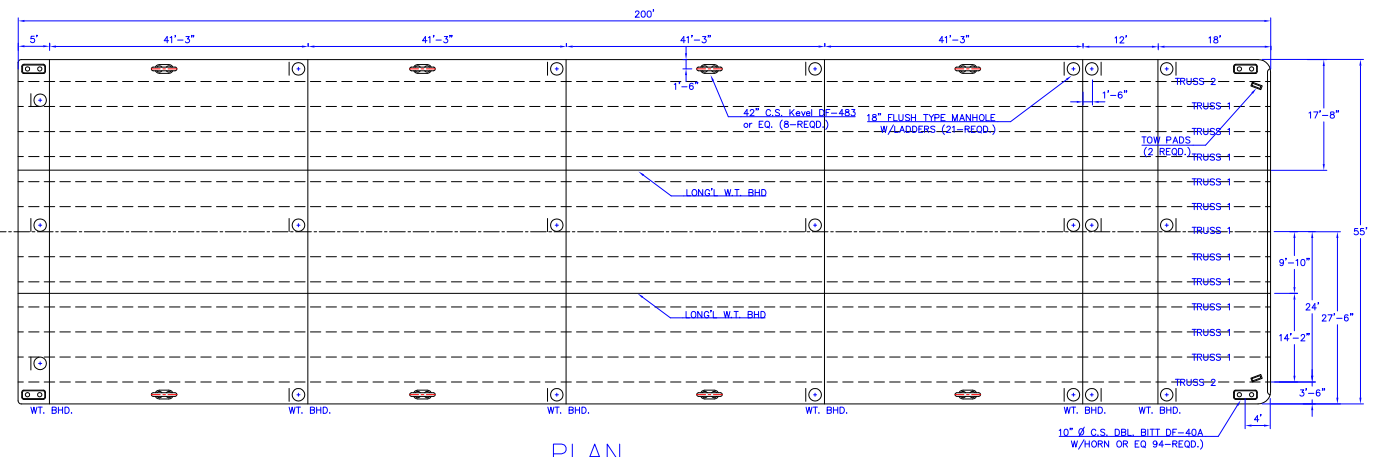 200'
5'
41'-3"
41'-3"
41'-3"
41'-3"
12'
18'
1'-6"
42" C.S. Kevel DF-483
or EQ. (8-REQD.)
18" FLUSH TYPE MANHOLE
W/LADDERS (21-REQD.)
1'-6"
TOW PADS
(2 REQD.)
17'-8"
55'
TRUSS 2
TRUSS 1
TRUSS 1
TRUSS 1
TRUSS 1
TRUSS 1
TRUSS 1
TRUSS 1
TRUSS 1
TRUSS 1
TRUSS 1
TRUSS 1
TRUSS 2
LONG'L W.T. BHD
LONG'L W.T. BHD
9'-10"
24'
27'-6"
14'-2"
3'-6"
4'
WT. BHD.
WT. BHD.
WT. BHD.
WT. BHD.
WT. BHD.
WT. BHD.
10" Ø C.S. DBL. BITT DF-40A
W/HORN OR EQ 94-REQD.)
PLAN